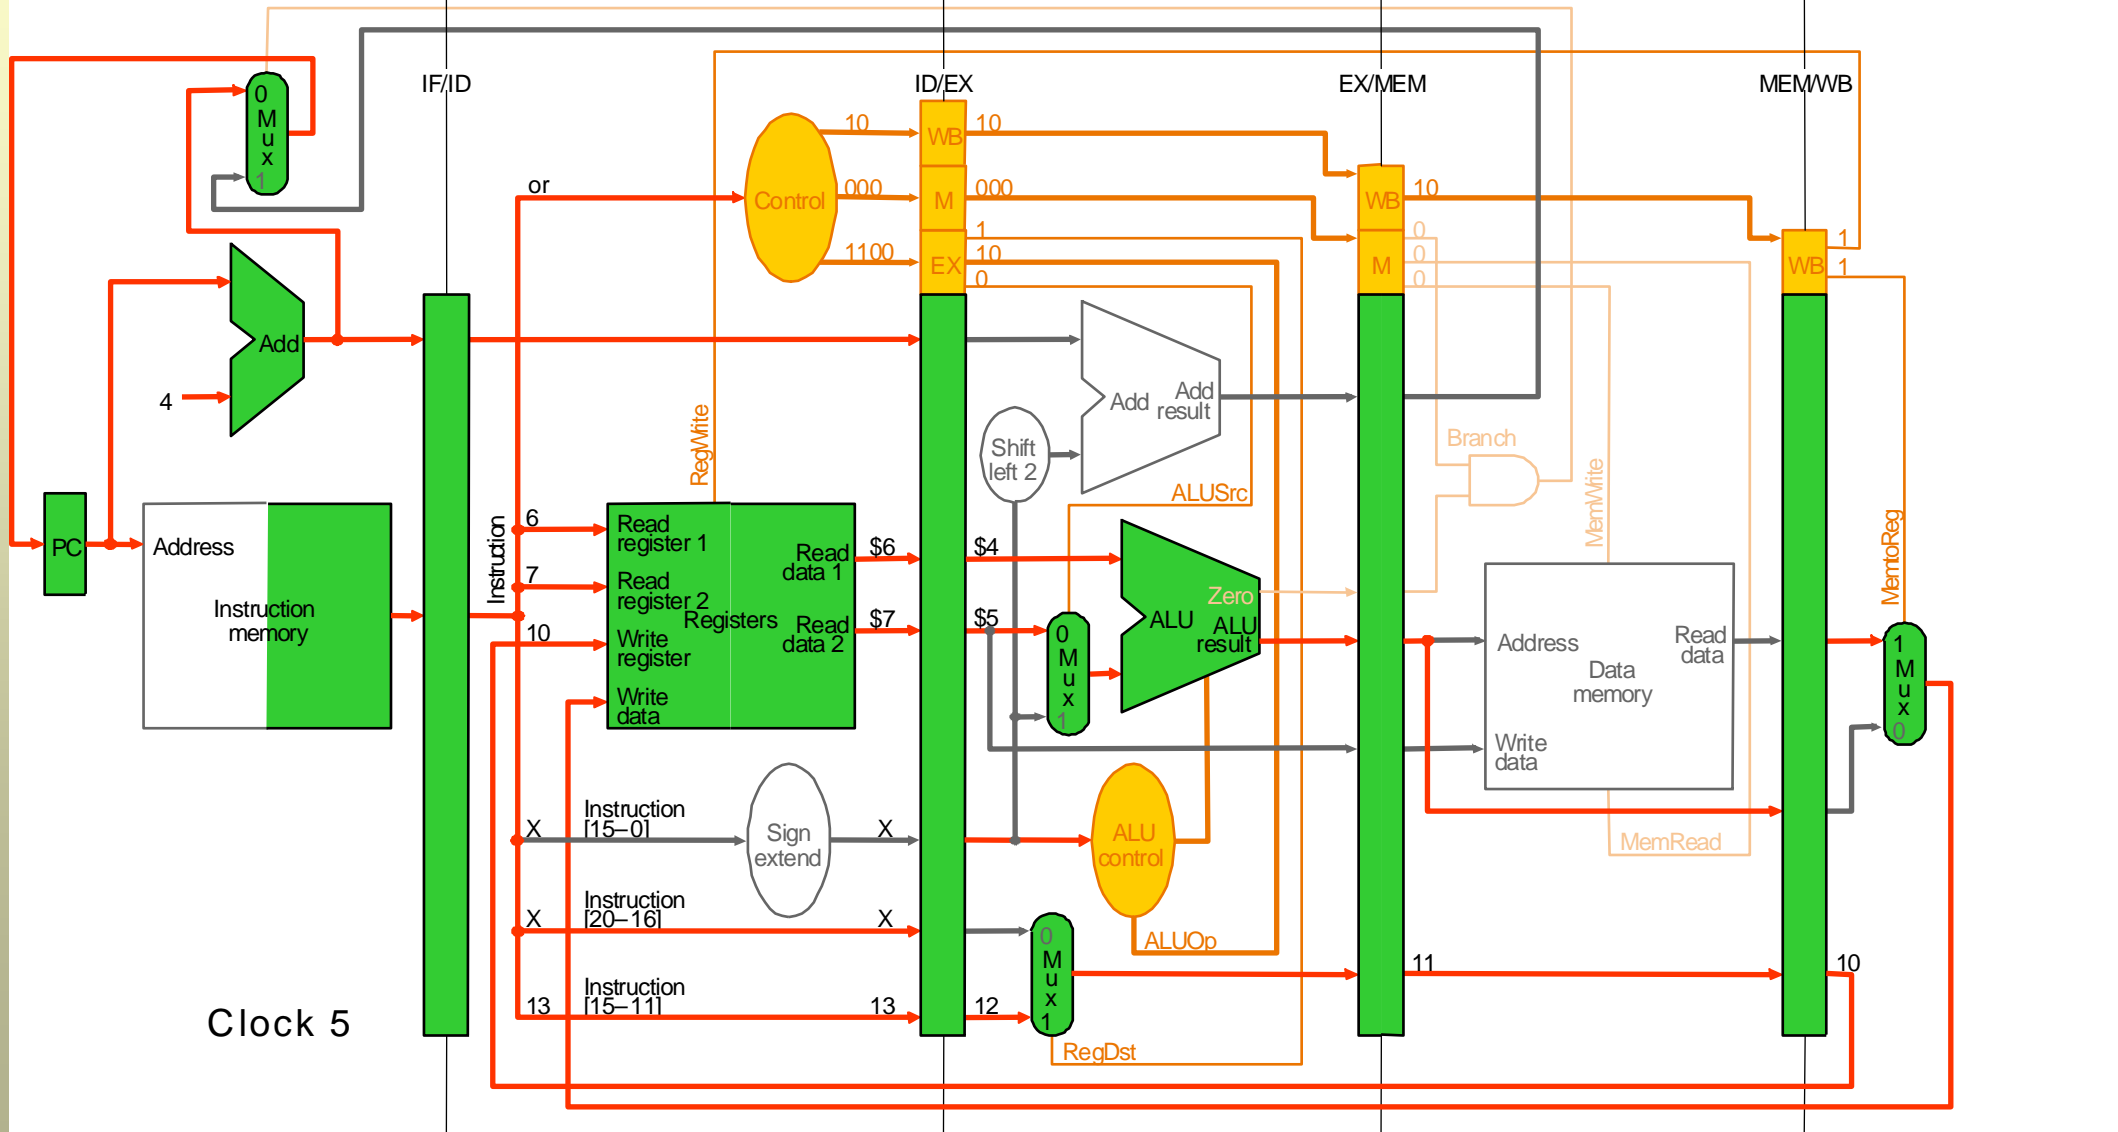 IF/ID
ID/EX
EX/MEM
MEM/WB
0
M
u
x
1
or
10
WB
10
Control
000
M
000
1
1100
EX
10
0
WB
10
0
M
0
0
WB
1
1
Add
4
Add
Add
result
Shift
left 2
RegWrite
ALUSrc
Branch
MemWrite
MemtoReg
PC
Address
Instruction
memory
Instruction
6
7
10
Read
register 1
Read
register 2
Registers
Write
register
Write
data
Read
data 1
Read
data 2
$6
$7
$4
$5
0
M
u
x
1
Zero
ALU
ALU
result
Address
Read
data
Data
memory
Write
data
1
M
u
x
0
X
Instruction
[15–0]
Sign
extend
X
ALU
control
MemRead
X
Instruction
[20–16]
X
0
M
u
x
1
ALUOp
11
10
13
Instruction
[15–11]
13
12
RegDst
Clock 5